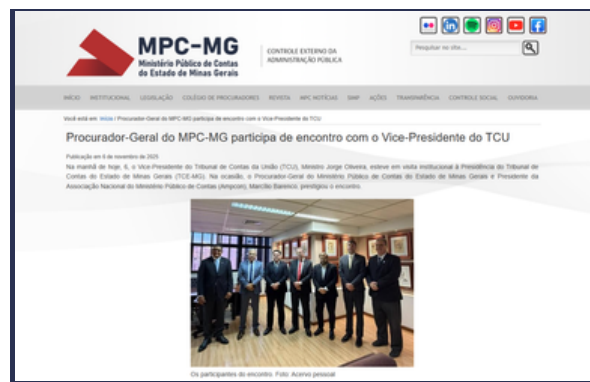 MPC-MG
Ministério Público de Contas
do Estado de Minas Gerais
CONTROLE EXTERNO DA
ADMINISTRAÇÃO PÚBLICA
Pesquisar no site...
INÍCIO INSTITUCIONAL LEGISLAÇÃO COLÉGIO DE PROCURADORES REVISTA MPC NOTÍCIAS SMP AÇÕES TRANSPARÊNCIA CONTROLE SOCIAL OUVIDORIA
Você está em: Início / Procurador-Geral do MPC-MG participa de encontro com o Vice-Presidente do TCU
Procurador-Geral do MPC-MG participa de encontro com o Vice-Presidente do TCU
Publicação em 6 de novembro de 2025
Na manhã de hoje, 6, o Vice-Presidente do Tribunal de Contas da União (TCU), Ministro Jorge Oliveira, esteve em visita institucional à Presidência do Tribunal de
Contas do Estado de Minas Gerais (TCE-MG). Na ocasião, o Procurador-Geral do Ministério Público de Contas do Estado de Minas Gerais e Presidente da
Associação Nacional do Ministério Público de Contas (Ampcon), Marcílio Barenco, prestigiou o encontro.
Os participantes do encontro. Foto: Acervo pessoal